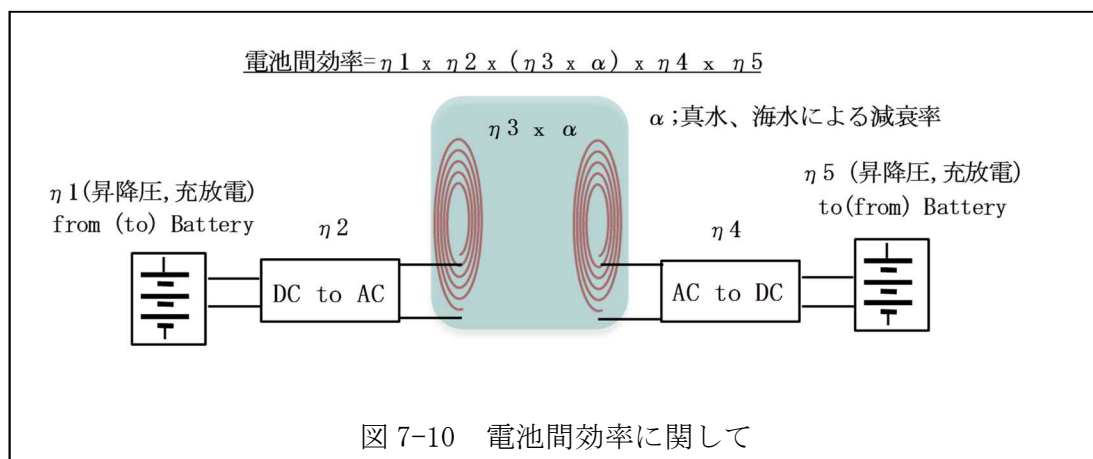 電池間効率=η1 x η2 x (η3 x α) x η4 x η5
η3 x α
α;真水、海水による減衰率
η1(昇降圧,充放電)
from (to) Battery
η2
η5 (昇降圧,充放電)
to(from) Battery
η4
DC to AC
AC to DC
図 7-10 電池間効率に関して